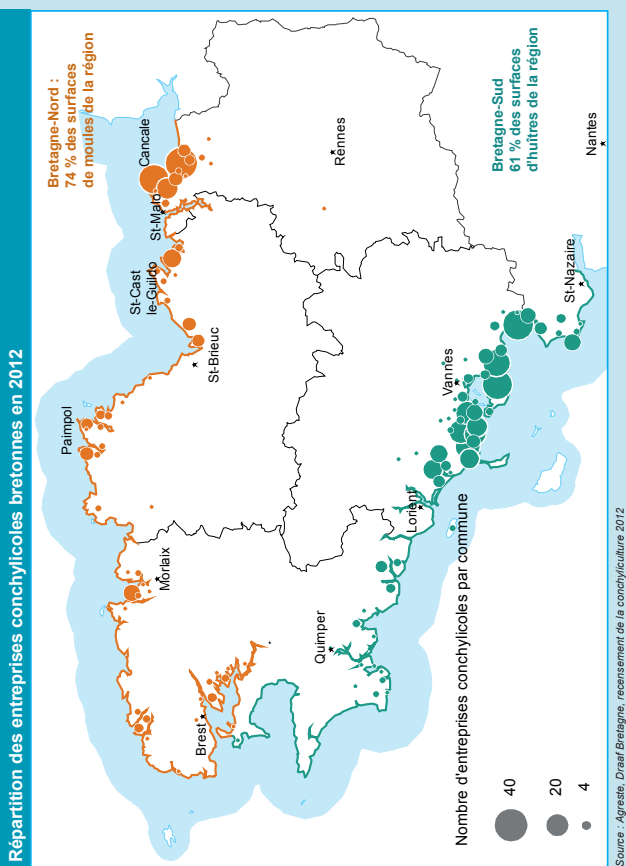 Répartition des entreprises conchylicoles bretonnes en 2012
Bretagne-Nord :
74 % des surfaces
de moules de la région
Cancale
St-Malo
St-Cast
le-Guildo
St-Brieuc
Paimpol
Morlaix
Brest
Rennes
Quimper
Lorient
Vannes
St-Nazaire
Nantes
Bretagne-Sud
61 % des surfaces
d'huîtres de la région
Nombre d'entreprises conchylicoles par commune
40
20
4
Source : Agreste, Draaf Bretagne, recensement de la conchyliculture 2012